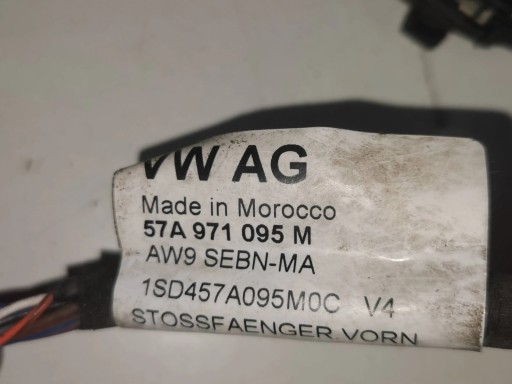 VW AG
Made in Morocco
57A 971 095 M
AW9 SEBN-MA
1SD457A095M0C V4
STOSSFAENGER VORN